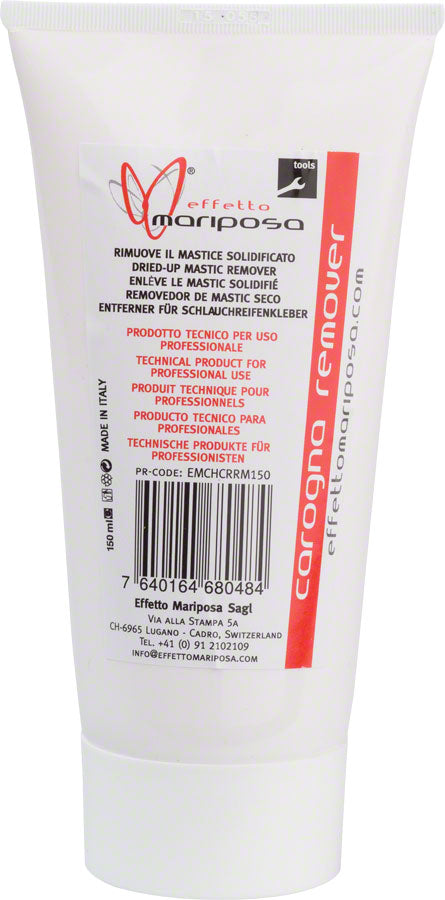 tools
effetto
mariposa
®
RIMUOVE IL MASTICE SOLIDIFICATO
DRIED-UP MASTIC REMOVER
ENLÈVE LE MASTIC SOLIDIFIÉ
REMOVEDOR DE MASTIC SECO
ENTFERNER FÜR SCHLAUCHREIFENKLEBER
PRODOTTO TECNICO PER USO
PROFESSIONALE
TECHNICAL PRODUCT FOR
PROFESSIONAL USE
PRODUIT TECHNIQUE POUR
PROFESSIONNELS
PRODUCTO TECNICO PARA
PROFESIONALES
TECHNISCHE PRODUKTE FÜR
PROFESSIONISTEN
PR-CODE: EMCHCRRM150
7 640164 680484
Effetto Mariposa Sagl
VIA ALLA STAMPA 5A
CH-6965 LUGANO - CADRO, SWITZERLAND
TEL. +41 (0) 91 2102109
INFO@EFFETTOMARIPOSA.COM
150 ml
MADE IN ITALY
carogna remover
effettomariposa.com